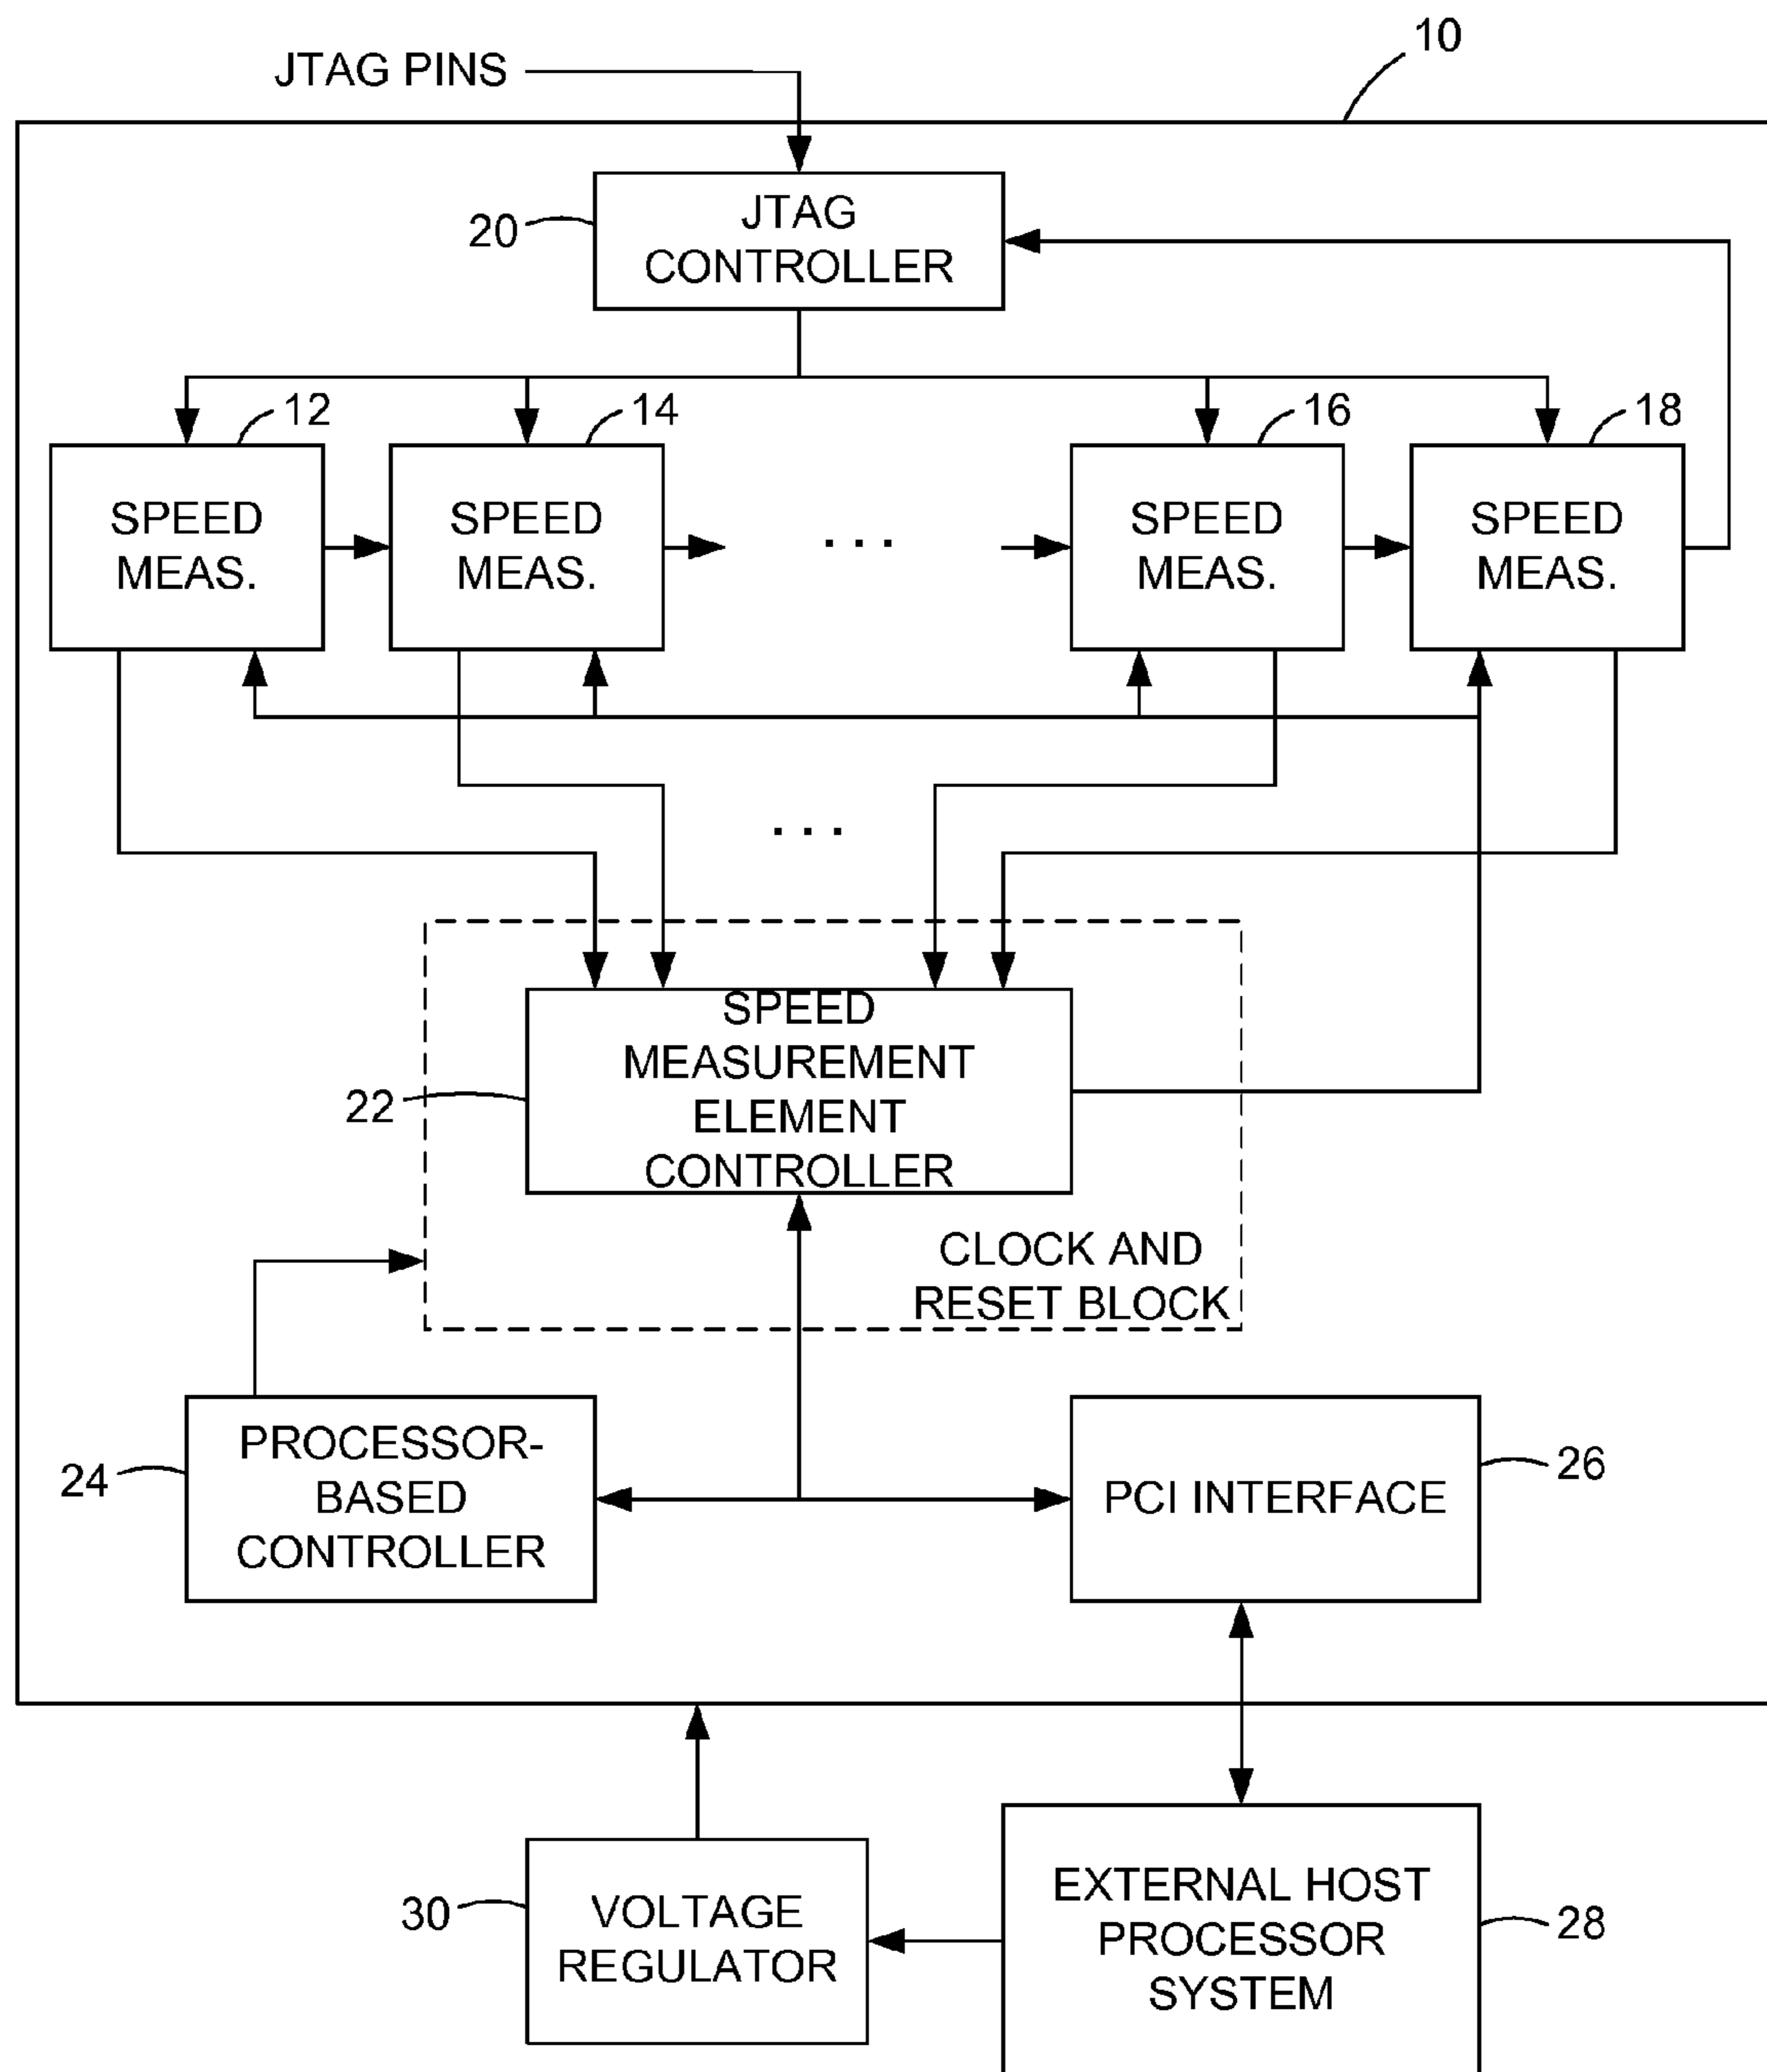 10
JTAG PINS
20
JTAG
CONTROLLER
12
14
16
18
SPEED
MEAS.
SPEED
MEAS.
. . .
SPEED
MEAS.
SPEED
MEAS.
. . .
22
SPEED
MEASUREMENT
ELEMENT
CONTROLLER
CLOCK AND
RESET BLOCK
24
PROCESSOR-
BASED
CONTROLLER
PCI INTERFACE
26
30
VOLTAGE
REGULATOR
EXTERNAL HOST
PROCESSOR
SYSTEM
28